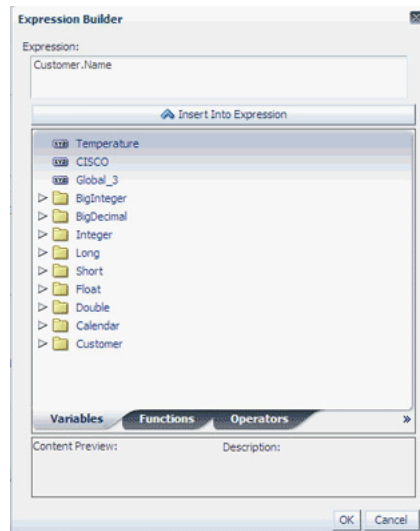 Expression Builder
Expression:
Customer.Name
Insert Into Expression
Temperature
CISCO
Global_3
BigInteger
BigDecimal
Integer
Long
Short
Float
Double
Calendar
Customer
Variables Functions Operators »
Content Preview: Description:
OK Cancel